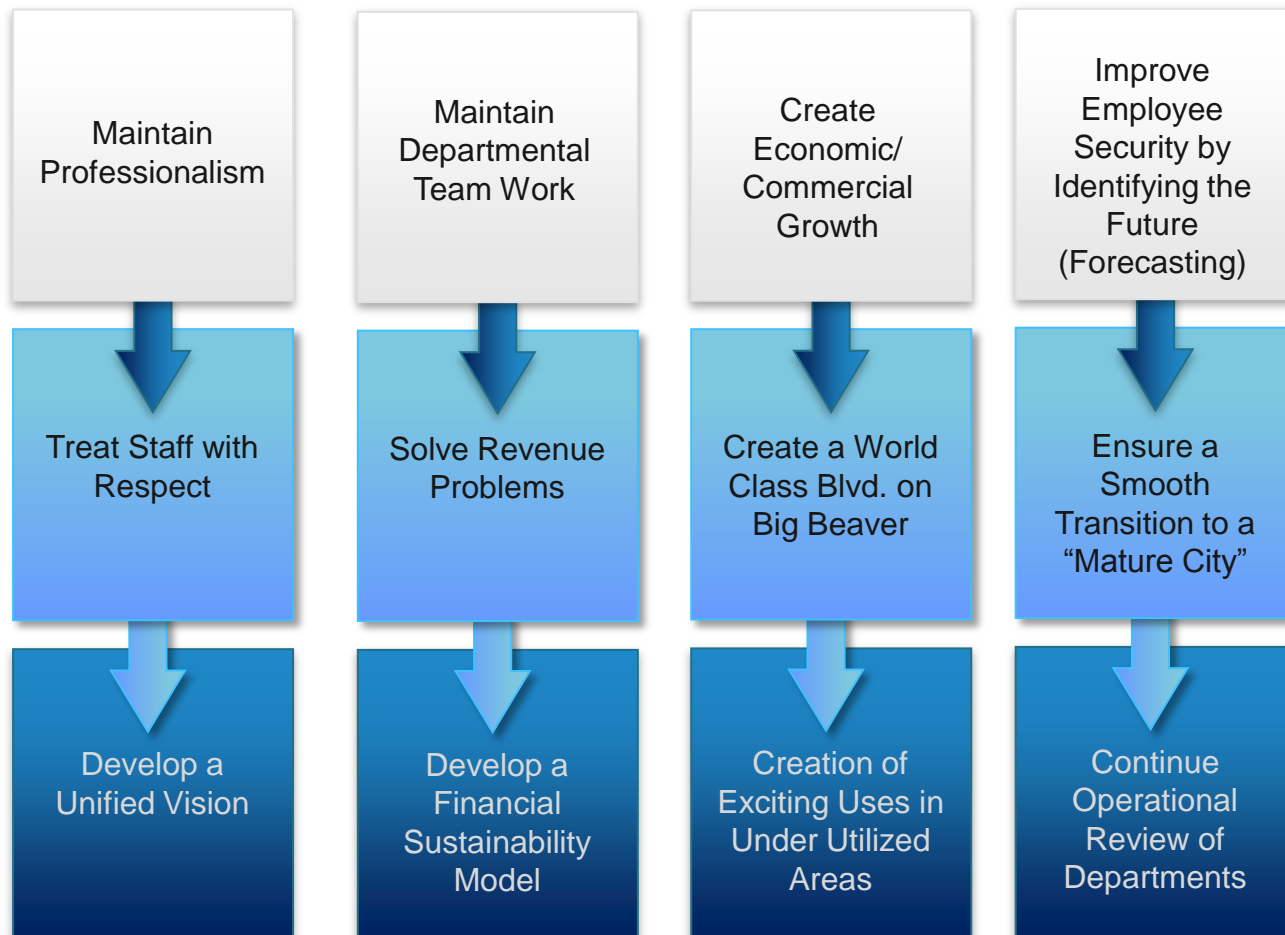 Maintain
Professionalism
Maintain
Departmental
Team Work
Create
Economic/
Commercial
Growth
Improve
Employee
Security by
Identifying the
Future
(Forecasting)
Treat Staff with
Respect
Solve Revenue
Problems
Create a World
Class Blvd. on
Big Beaver
Ensure a
Smooth
Transition to a
“Mature City”
Develop a
Unified Vision
Develop a
Financial
Sustainability
Model
Creation of
Exciting Uses in
Under Utilized
Areas
Continue
Operational
Review of
Departments